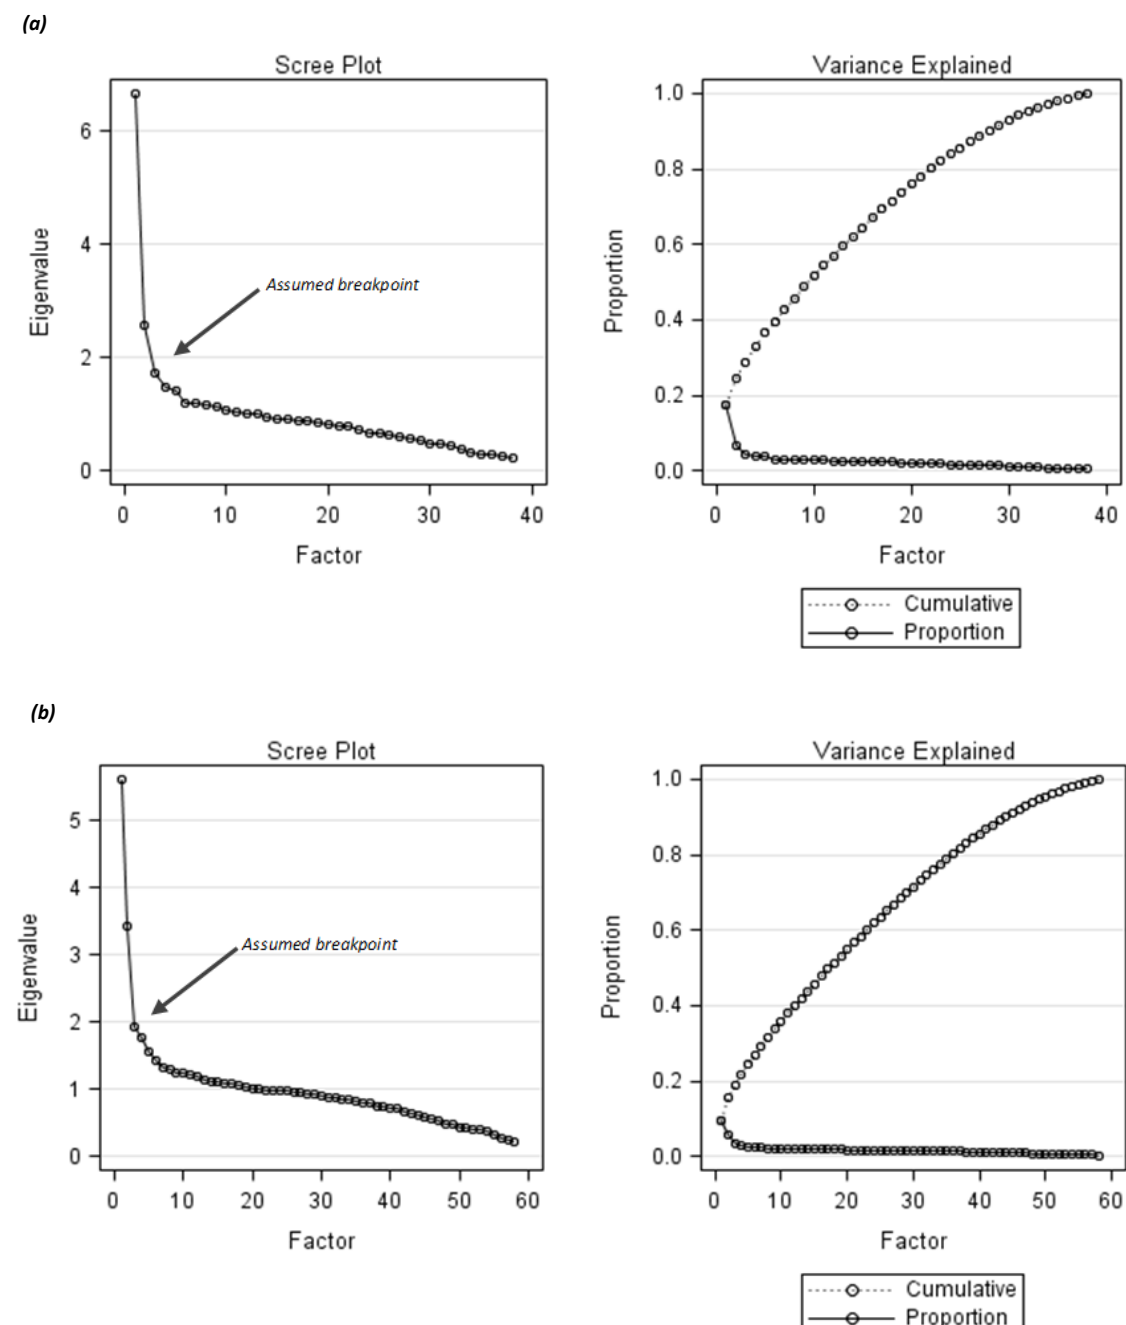 (a)
Scree Plot
Variance Explained
6
4
2
0
Eigenvalue
Assumed breakpoint
0 10 20 30 40
Factor
1.0
0.8
0.6
0.4
0.2
0.0
Proportion
0 10 20 30 40
Factor
Cumulative
Proportion
(b)
Scree Plot
Variance Explained
5
4
3
2
1
0
Eigenvalue
Assumed breakpoint
0 10 20 30 40 50 60
Factor
1.0
0.8
0.6
0.4
0.2
0.0
Proportion
0 10 20 30 40 50 60
Factor
Cumulative
Proportion